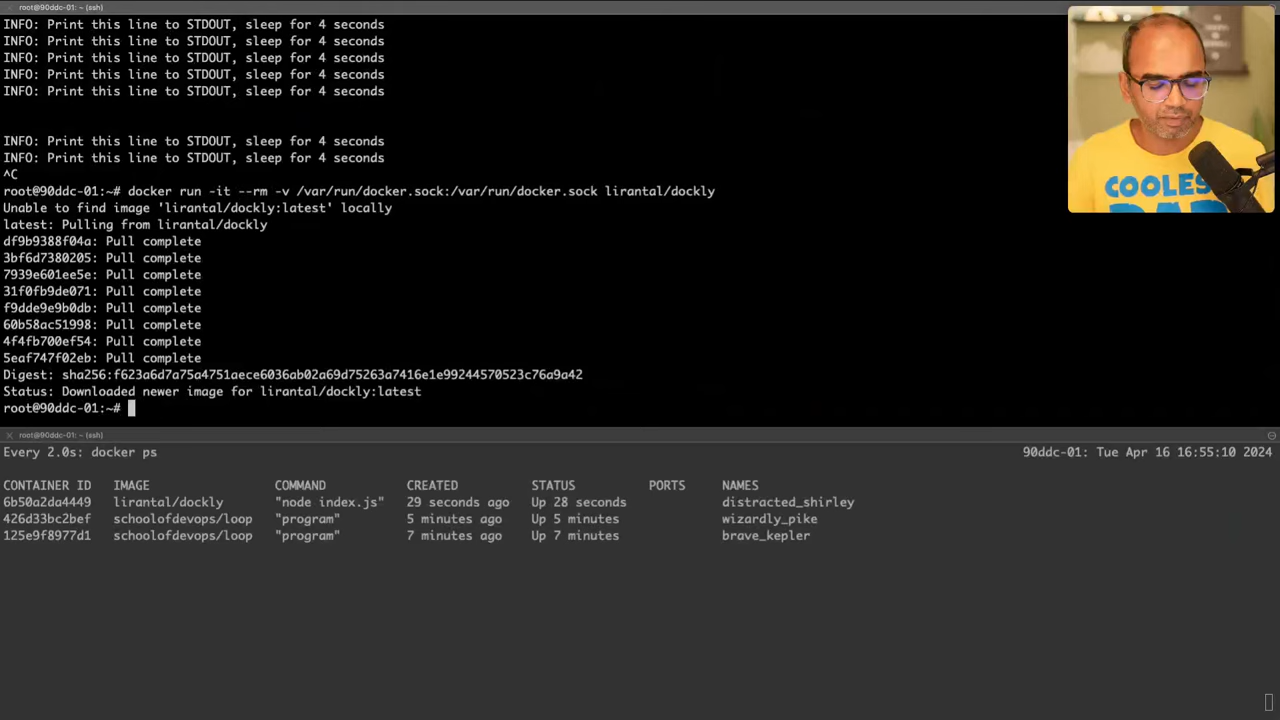 root@90ddc-01: ~ (ssh)
INFO: Print this line to STDOUT, sleep for 4 seconds
INFO: Print this line to STDOUT, sleep for 4 seconds
INFO: Print this line to STDOUT, sleep for 4 seconds
INFO: Print this line to STDOUT, sleep for 4 seconds
INFO: Print this line to STDOUT, sleep for 4 seconds
INFO: Print this line to STDOUT, sleep for 4 seconds
INFO: Print this line to STDOUT, sleep for 4 seconds
^C
root@90ddc-01:~# docker run -it --rm -v /var/run/docker.sock:/var/run/docker.sock lirantal/dockly
Unable to find image 'lirantal/dockly:latest' locally
latest: Pulling from lirantal/dockly
df9b9388f04a: Pull complete
3bf6d7380205: Pull complete
7939e601ee5e: Pull complete
31f0fb9de071: Pull complete
f9dde9e9b0db: Pull complete
60b58ac51998: Pull complete
4f4fb700ef54: Pull complete
5eaf747f02eb: Pull complete
Digest: sha256:f623a6d7a75a4751aece6036ab02a69d75263a7416e1e99244570523c76a9a42
Status: Downloaded newer image for lirantal/dockly:latest
root@90ddc-01:~#
COOLES
DAD
root@90ddc-01: ~ (ssh)
Every 2.0s: docker ps 90ddc-01: Tue Apr 16 16:55:10 2024
CONTAINER ID IMAGE COMMAND CREATED STATUS PORTS NAMES
6b50a2da4449 lirantal/dockly "node index.js" 29 seconds ago Up 28 seconds distracted_shirley
426d33bc2bef schoolofdevops/loop "program" 5 minutes ago Up 5 minutes wizardly_pike
125e9f8977d1 schoolofdevops/loop "program" 7 minutes ago Up 7 minutes brave_kepler